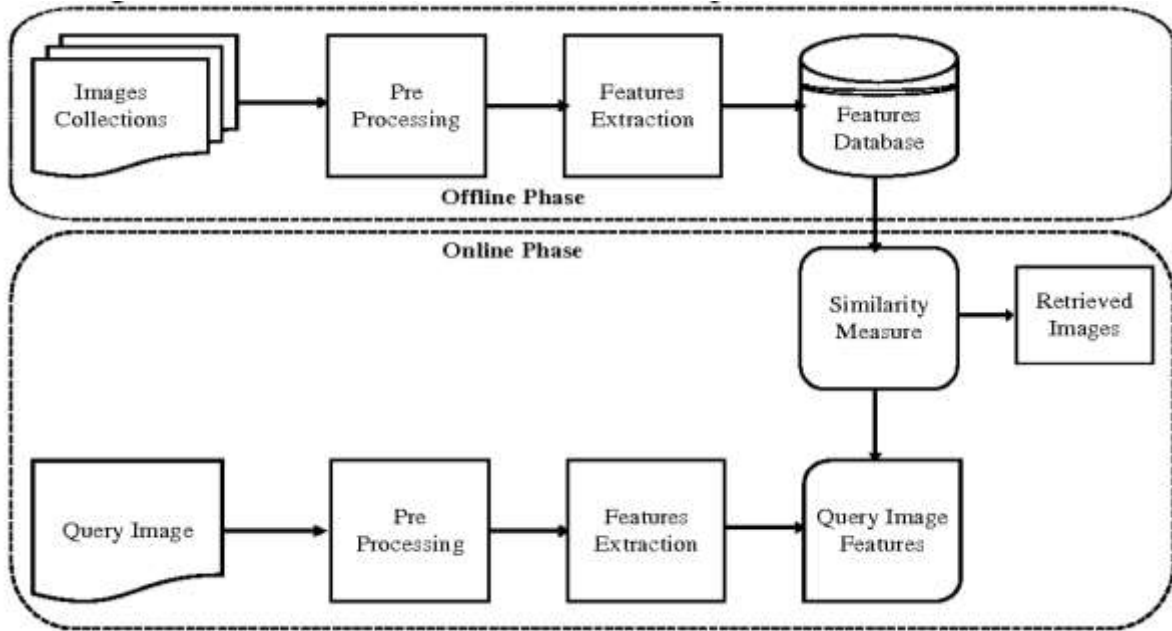 Images
Collections
Pre
Processing
Features
Extraction
Features
Database
Offline Phase
Online Phase
Similarity
Measure
Retrieved
Images
Query Image
Pre
Processing
Features
Extraction
Query Image
Features